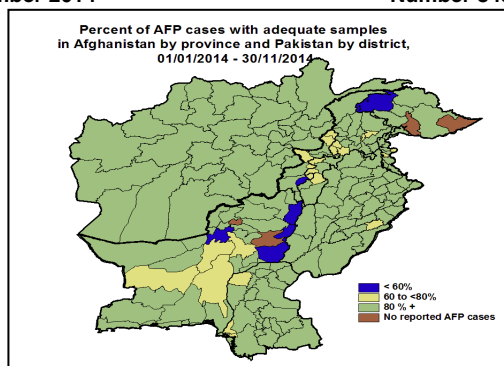 2014
Percent of AFP cases with adequate samples
in Afghanistan by province and Pakistan by district,
01/01/2014 - 30/11/2014
< 60%
60 to <80%
80 % +
No reported AFP cases